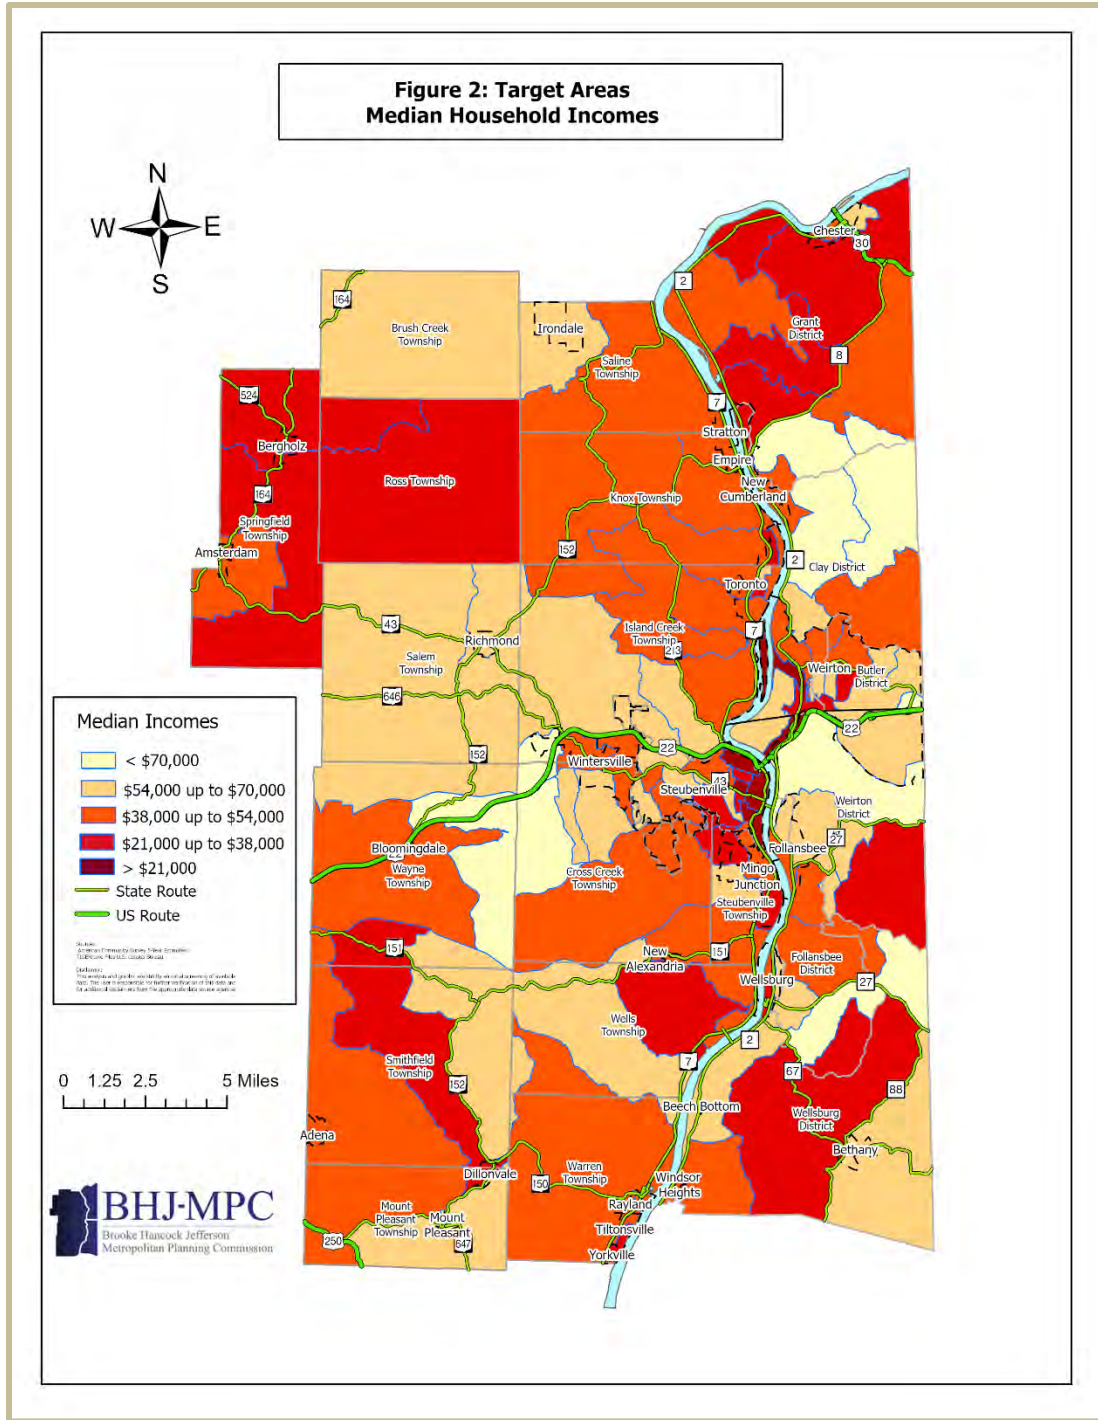 Figure 2: Target Areas
Median Household Incomes
N
W
E
S
Chester
30
2
164
Brush Creek
Township
Irondale
Grant
District
8
Saline
Township
524
7
Stratton
Bergholz
Empire
Ross Township
New
Cumberland
164
Knox Township
Springfield
Township
Amsterdam
152
2
Clay District
Toronto
43
Island Creek
Township
213
7
Richmond
Salem
Township
Weirton
Butler
District
646
22
Median Incomes
< $70,000
$54,000 up to $70,000
$38,000 up to $54,000
$21,000 up to $38,000
> $21,000
State Route
US Route
152
22
Wintersville
43
Steubenville
Weirton
District
27
Bloomingdale
22
Wayne
Township
Follansbee
Cross Creek
Township
Mingo
Junction
Steubenville
Township
151
New
Alexandria
151
Follansbee
District
Wellsburg
27
Wells
Township
2
7
Smithfield
Township
152
67
88
0 1.25 2.5 5 Miles
Beech Bottom
Wellsburg
District
Adena
Bethany
Dillonvale
Warren
Township
150
Windsor
Heights
Rayland
Mount
Pleasant
Township
Mount
Pleasant
Tiltonsville
250
647
Yorkville
BHJ-MPC
Brooke Hancock Jefferson
Metropolitan Planning Commission